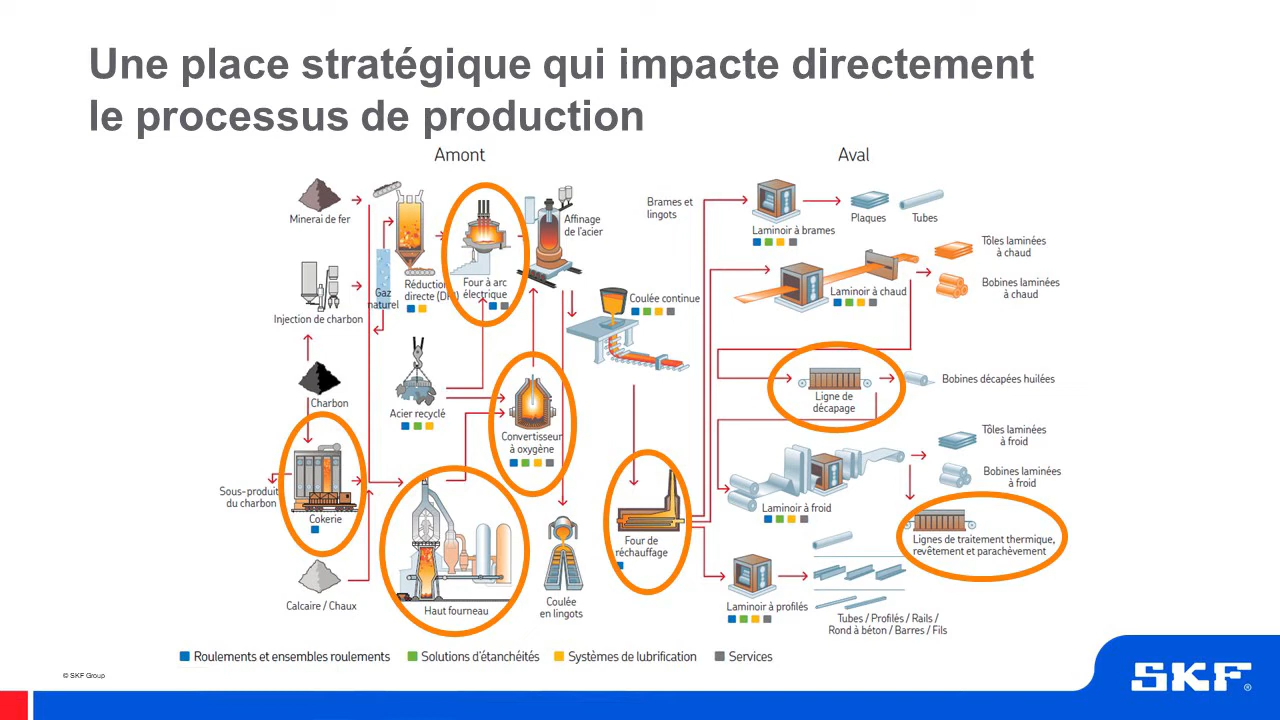 Une place stratégique qui impacte directement
le processus de production
Amont
Aval
Minerai de fer
Gaz
naturel
Réduction
directe
Four à arc
électrique
Affinage
de l'acier
Injection de charbon
Charbon
Acier recyclé
Convertisseur
à oxygène
Coulée continue
Sous-produit
du charbon
Cokerie
Calcaire / Chaux
Haut fourneau
Coulée
en lingots
Four de
réchauffage
Brames et
lingots
Laminoir à brames
Plaques
Tubes
Laminoir à chaud
Tôles laminées
à chaud
Bobines laminées
à chaud
Ligne de
décapage
Bobines décapées huilées
Laminoir à froid
Tôles laminées
à froid
Bobines laminées
à froid
Lignes de traitement thermique,
revêtement et parachèvement
Laminoir à profilés
Tubes / Profilés / Rails /
Rond à béton / Barres / Fils
Roulements et ensembles roulements
Solutions d'étanchéités
Systèmes de lubrification
Services
© SKF Group
SKF®